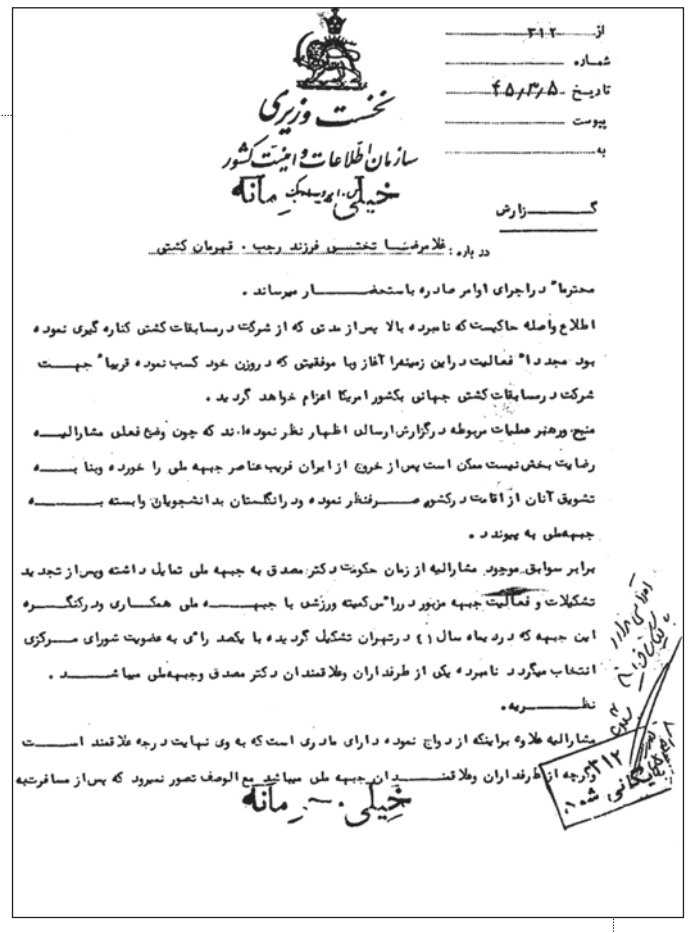 از ۳۱۲
شماره
تاریخ ۴۵/۳/۵
پیوست
به
نخست وزیری
سازمان اطلاعات و امنیت کشور
خیلی محرمانه
گزارش
درباره : غلامرضا تختی فرزند رجب . قهرمان کشتی
محترما" در اجرای اوامر صادره باستحضار میرساند .
اطلاع واصله حاکیست که نامبرده بالا پس از مدتی که از شرکت در مسابقات کشتی کناره گیری نموده
بود مجددا" فعالیت در این زمینه را آغاز و با موفقیتی که در وزن خود کسب نموده قریبا" جهت
شرکت در مسابقات کشتی جهانی بکشور امریکا اعزام خواهد گردید .
منبع و رهبر عملیات مربوطه در گزارش ارسالی اظهار نظر نموده‌اند که چون وضع فعلی مشارالیه
رضایت بخش نیست ممکن است پس از خروج از ایران فریب عناصر جبهه ملی را خورده و بنا به
تشویق آنان از اقامت در کشور صرفنظر نموده و در انگلستان بدانشجویان وابسته به
جبهه‌ملی به پیوندد .
برابر سوابق موجود مشارالیه از زمان حکومت دکتر مصدق به جبهه ملی تمایل داشته و پس از تجدید
تشکیلات و فعالیت جبهه مزبور در راس کمیته ورزشی با جبهه ملی همکاری و در کنگره
این جبهه که در دیماه سال ۴۱ در تهران تشکیل گردیده با یکصد رای به عضویت شورای مرکزی
انتخاب میگردد نامبرده یکی از طرفداران و علاقمندان دکتر مصدق و جبهه‌ملی میباشد .
نظریه.
مشارالیه علاوه براینکه ازدواج نموده دارای مادری است که به وی نهایت درجه علاقمند است
و گرچه از طرفداران و علاقمندان جبهه ملی میباشد مع الوصف تصور نمیرود که پس از مسافرت به
خیلی محرمانه
۳۱۲
بایگانی شد